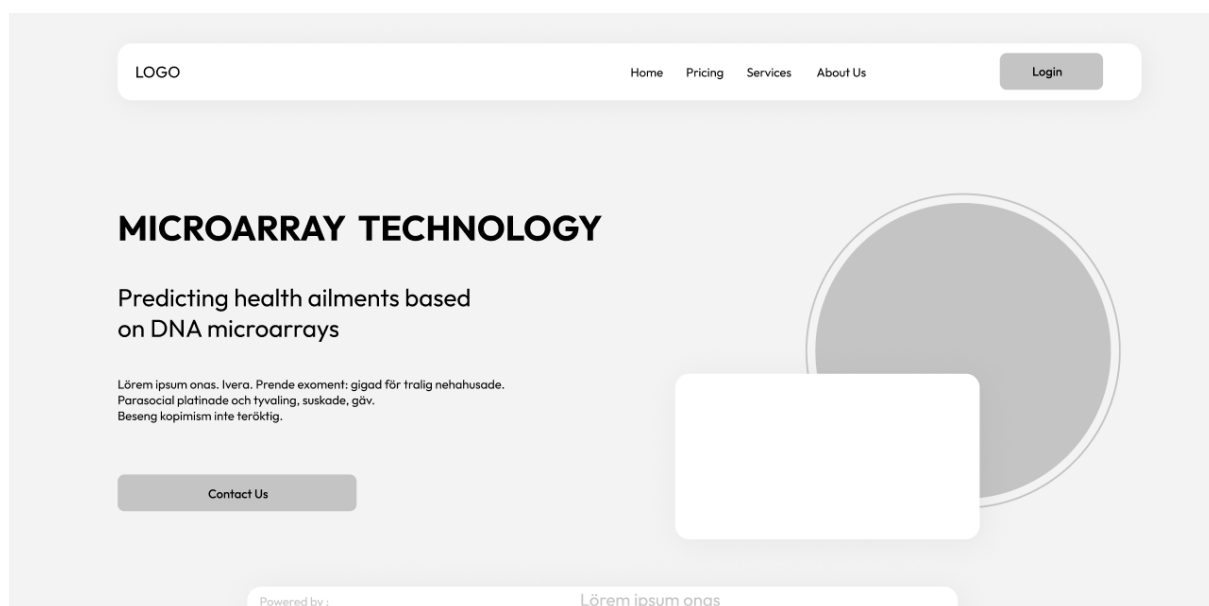 LOGO
Home Pricing Services About Us Login
MICROARRAY TECHNOLOGY
Predicting health ailments based
on DNA microarrays
Lörem ipsum onas. Ivera. Prende exoment: gigad för tralig nehahusade.
Parasocial platinade och tyvaling, suskade, gäv.
Beseng kopimism inte teröktig.
Contact Us
Powered by :
Lörem ipsum onas